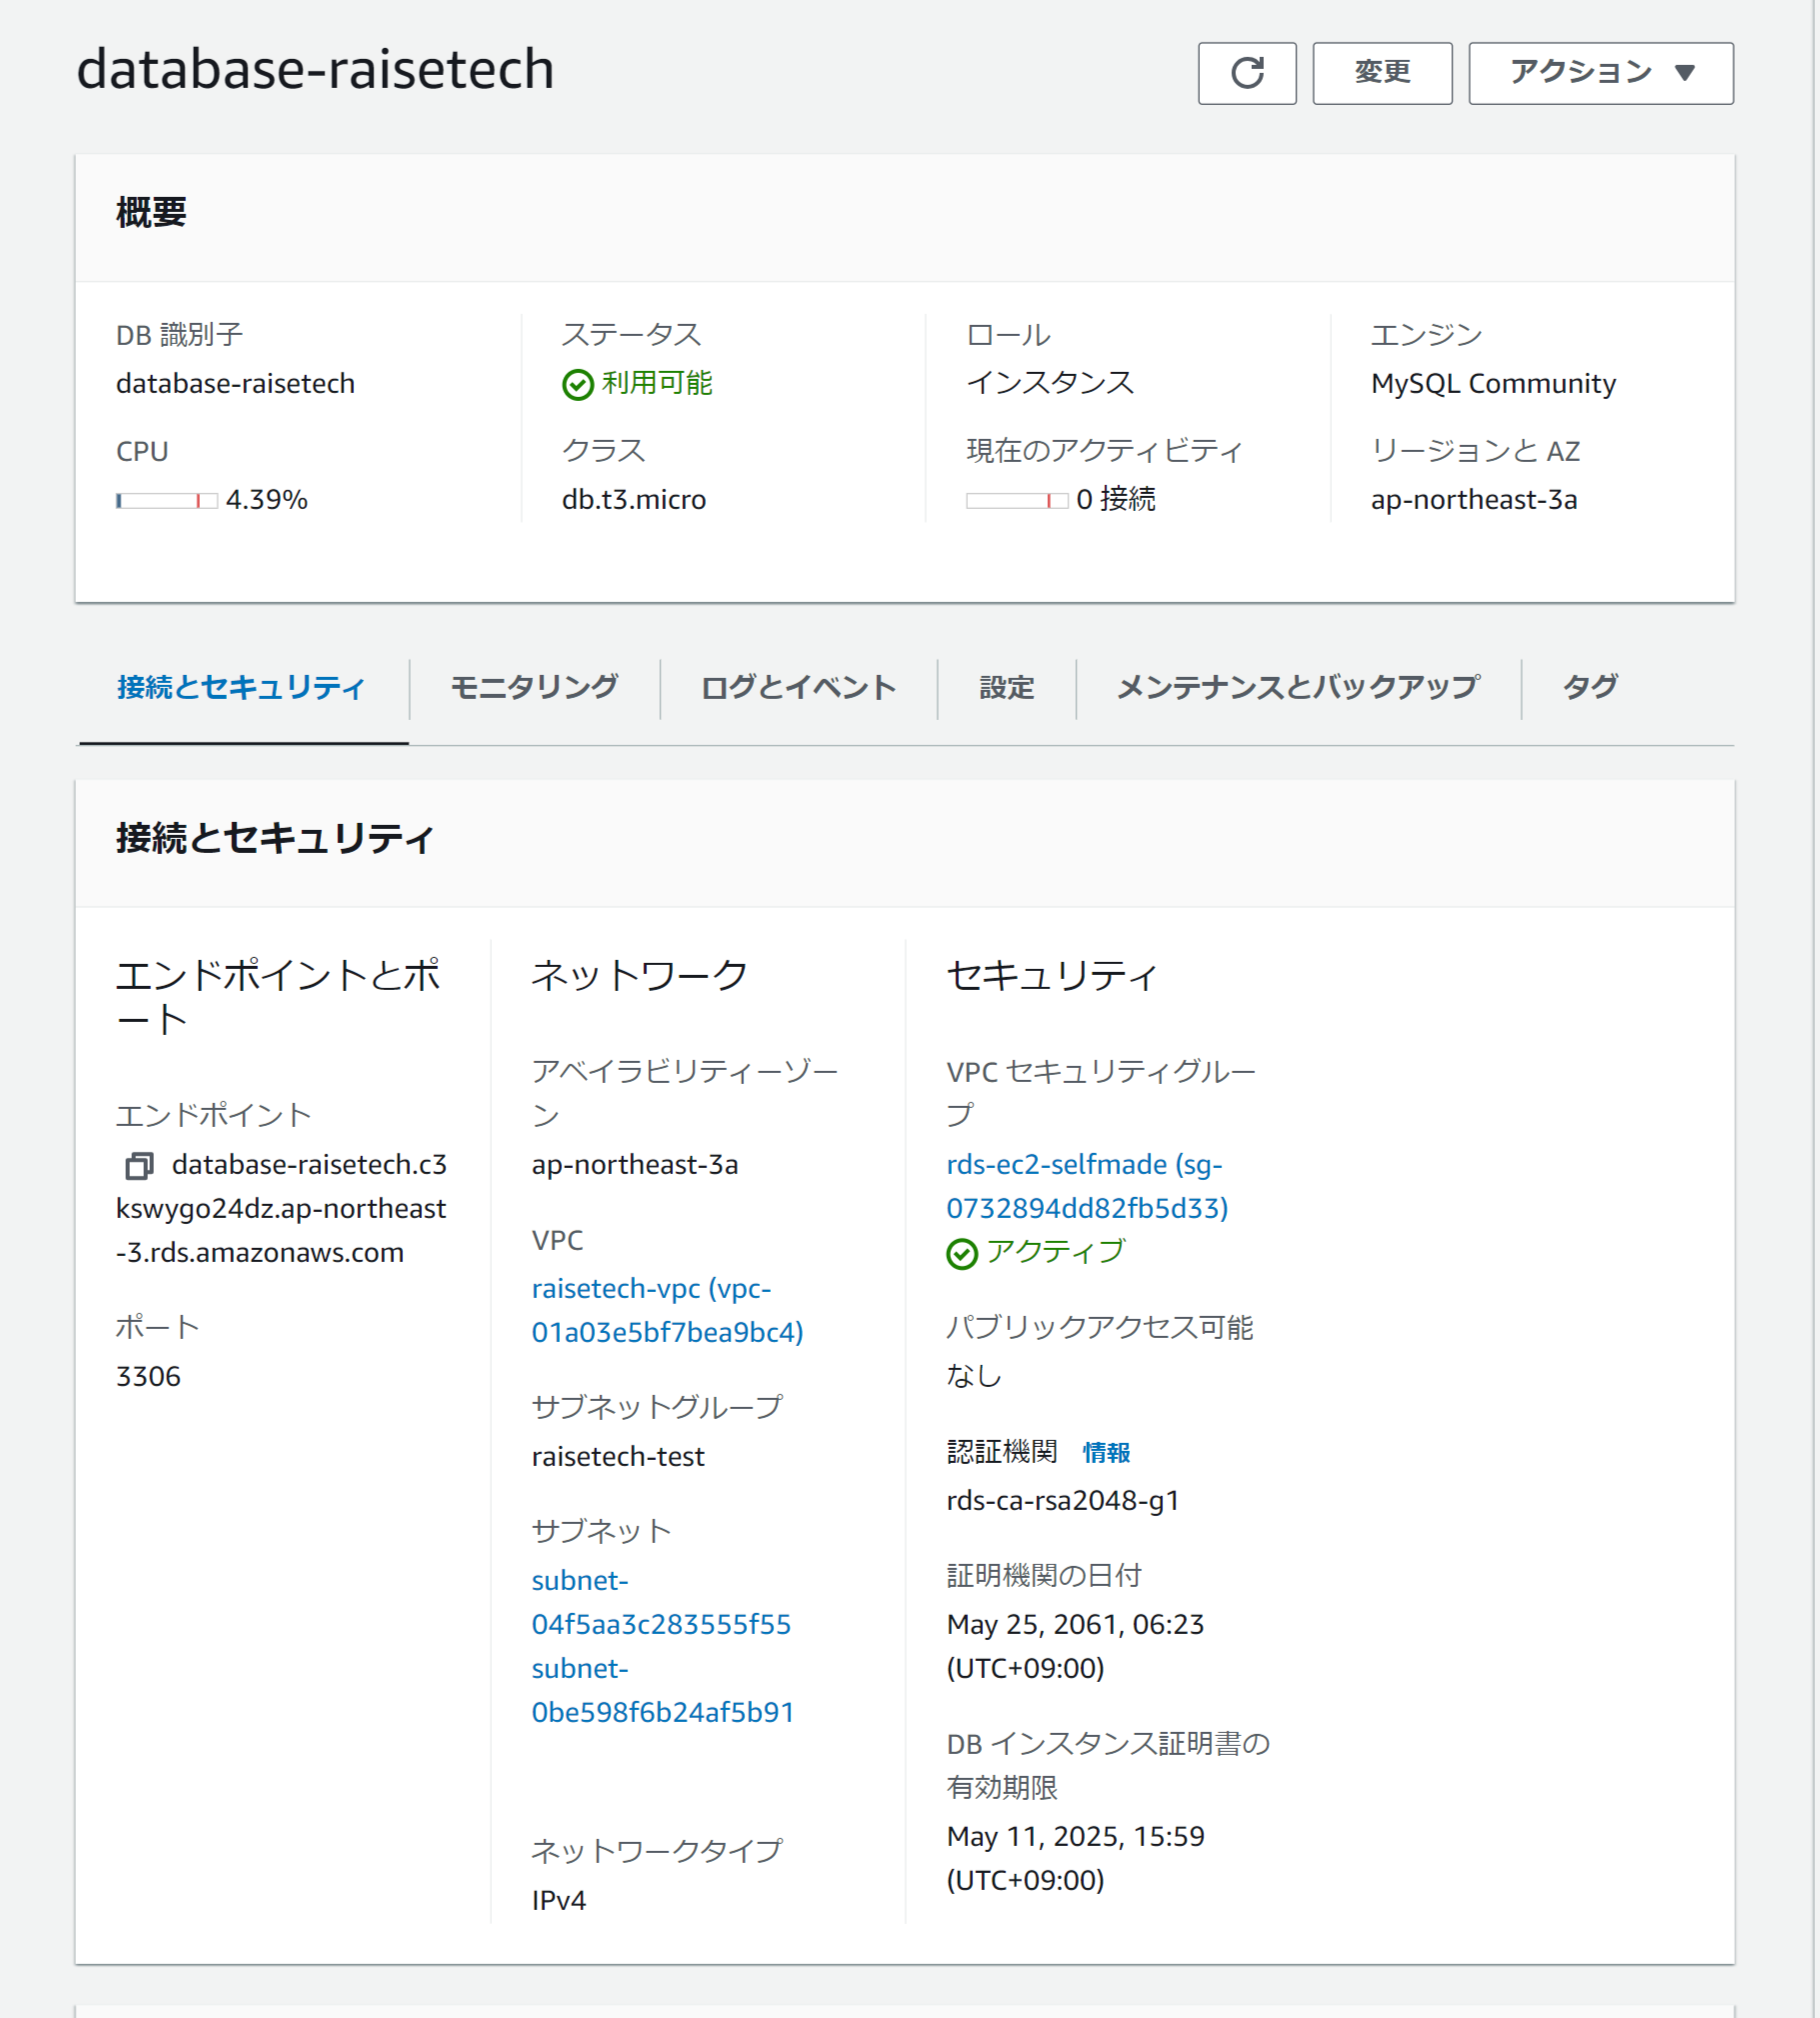 database-raisetech
変更
アクション
概要
DB 識別子
database-raisetech
ステータス
利用可能
ロール
インスタンス
エンジン
MySQL Community
CPU
4.39%
クラス
db.t3.micro
現在のアクティビティ
0 接続
リージョンと AZ
ap-northeast-3a
接続とセキュリティ
モニタリング
ログとイベント
設定
メンテナンスとバックアップ
タグ
接続とセキュリティ
エンドポイントとポ
ート
エンドポイント
database-raisetech.c3
kswygo24dz.ap-northeast
-3.rds.amazonaws.com
ポート
3306
ネットワーク
アベイラビリティーゾー
ン
ap-northeast-3a
VPC
raisetech-vpc (vpc-
01a03e5bf7bea9bc4)
サブネットグループ
raisetech-test
サブネット
subnet-
04f5aa3c283555f55
subnet-
0be598f6b24af5b91
ネットワークタイプ
IPv4
セキュリティ
VPC セキュリティグルー
プ
rds-ec2-selfmade (sg-
0732894dd82fb5d33)
アクティブ
パブリックアクセス可能
なし
認証機関 情報
rds-ca-rsa2048-g1
証明機関の日付
May 25, 2061, 06:23
(UTC+09:00)
DB インスタンス証明書の
有効期限
May 11, 2025, 15:59
(UTC+09:00)